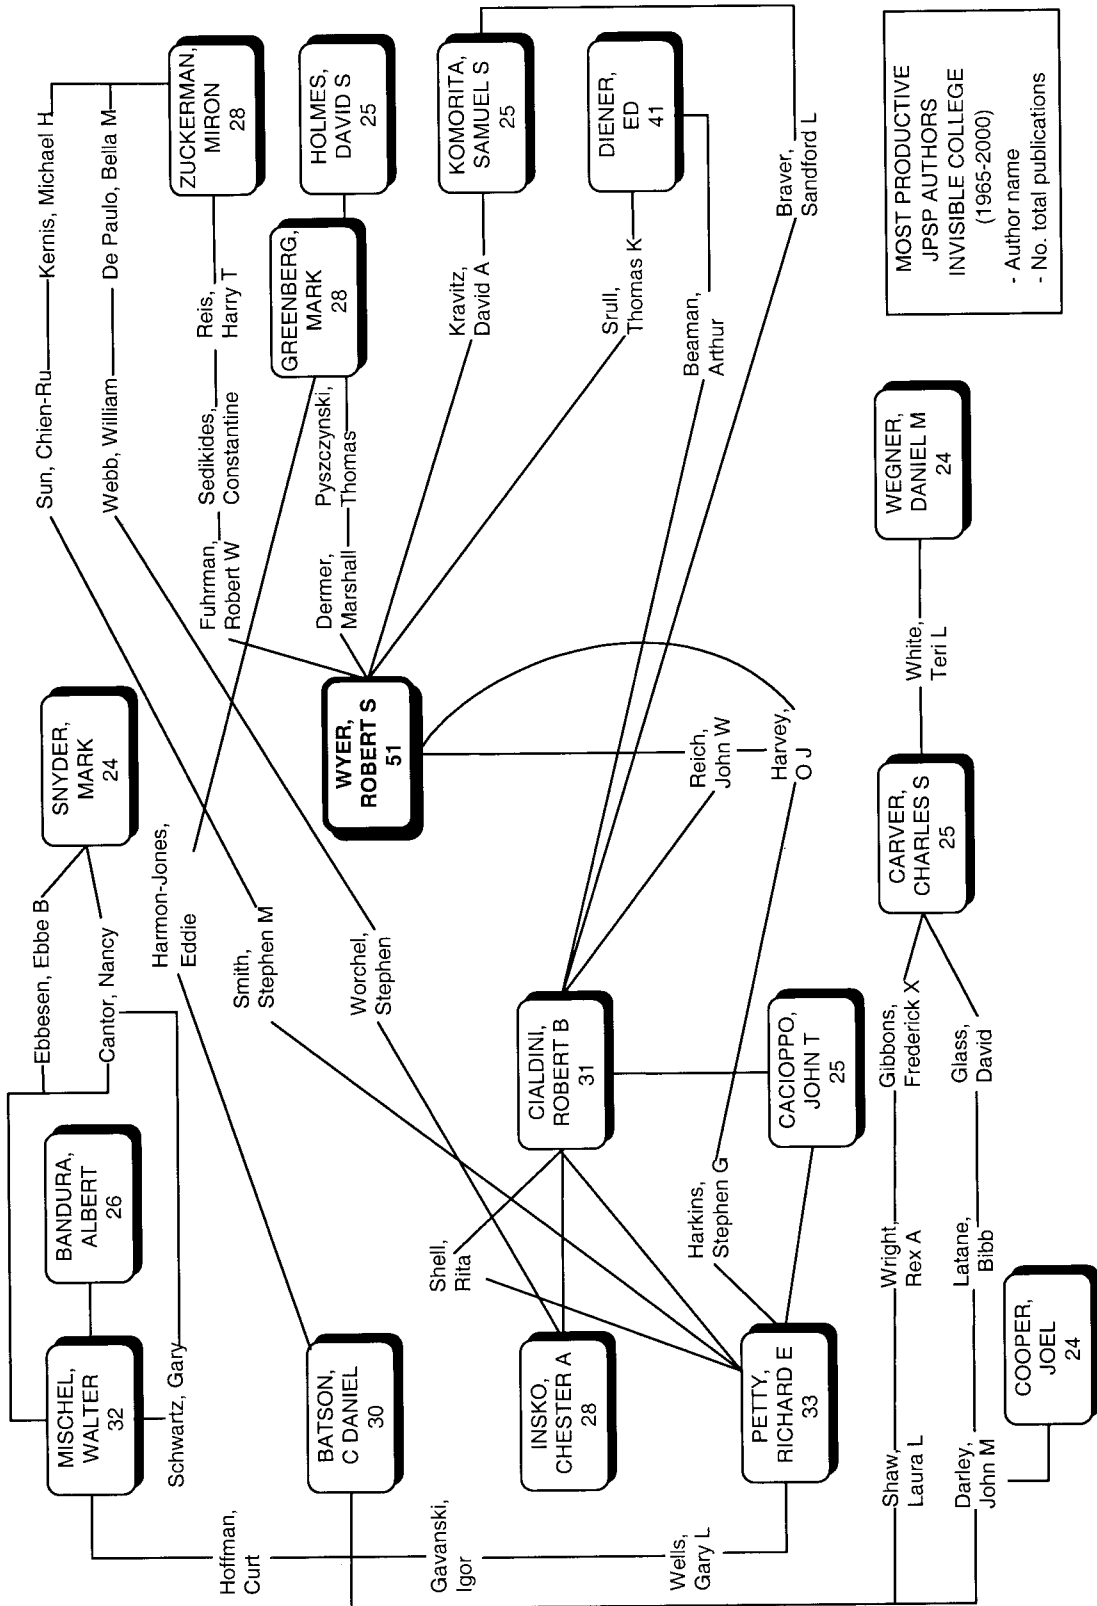 Sun, Chien-Ru
Kernis, Michael H
Webb, William
De Paulo, Bella M
ZUCKERMAN,
MIRON
28
Fuhrman,
Robert W
Sedikides,
Constantine
Reis,
Harry T
SNYDER,
MARK
24
HOLMES,
DAVID S
25
GREENBERG,
MARK
28
Dermer,
Marshall
Pyszczynski,
Thomas
Ebbesen, Ebbe B
Cantor, Nancy
Harmon-Jones,
Eddie
WYER,
ROBERT S
51
Kravitz,
David A
KOMORITA,
SAMUEL S
25
Smith,
Stephen M
Worchel,
Stephen
Srull,
Thomas K
DIENER,
ED
41
BANDURA,
ALBERT
26
MISCHEL,
WALTER
32
Schwartz, Gary
BATSON,
C DANIEL
30
Hoffman,
Curt
Gavanski,
Igor
Wells,
Gary L
Shell,
Rita
INSKO,
CHESTER A
28
CIALDINI,
ROBERT B
31
Beaman,
Arthur
Reich,
John W
Harvey,
O J
Braver,
Sandford L
Harkins,
Stephen G
PETTY,
RICHARD E
33
CACIOPPO,
JOHN T
25
Shaw,
Laura L
Wright,
Rex A
Gibbons,
Frederick X
CARVER,
CHARLES S
25
White,
Teri L
WEGNER,
DANIEL M
24
Darley,
John M
Latane,
Bibb
Glass,
David
COOPER,
JOEL
24
MOST PRODUCTIVE
JPSP AUTHORS
INVISIBLE COLLEGE
(1965-2000)
- Author name
- No. total publications